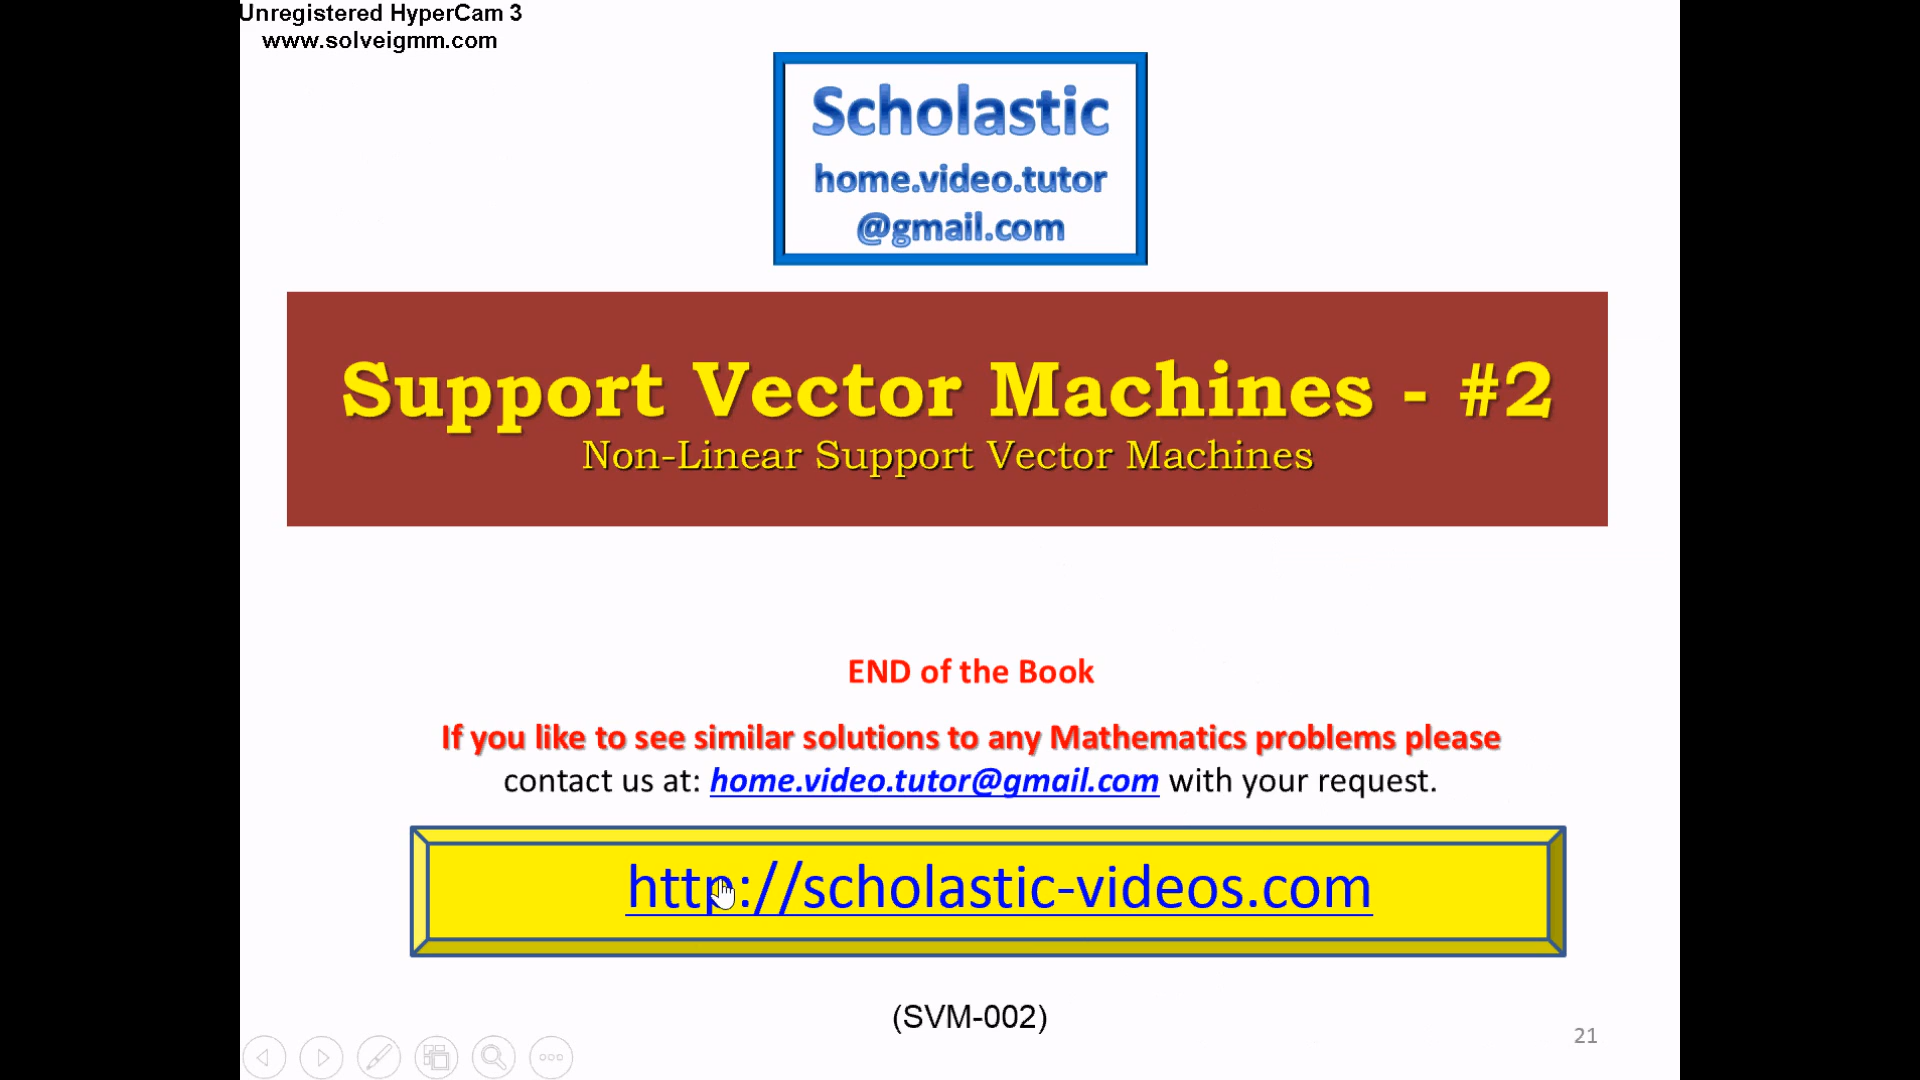 Unregistered HyperCam 3
www.solveigmm.com
Scholastic
home.video.tutor
@gmail.com
Support Vector Machines - #2
Non-Linear Support Vector Machines
END of the Book
If you like to see similar solutions to any Mathematics problems please
contact us at: home.video.tutor@gmail.com with your request.
http://scholastic-videos.com
(SVM-002)
21